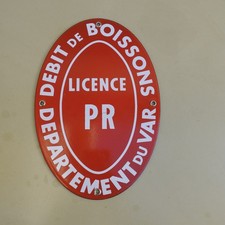 DEBIT DE BOISSONS
LICENCE
PR
DEPARTEMENT DU VAR